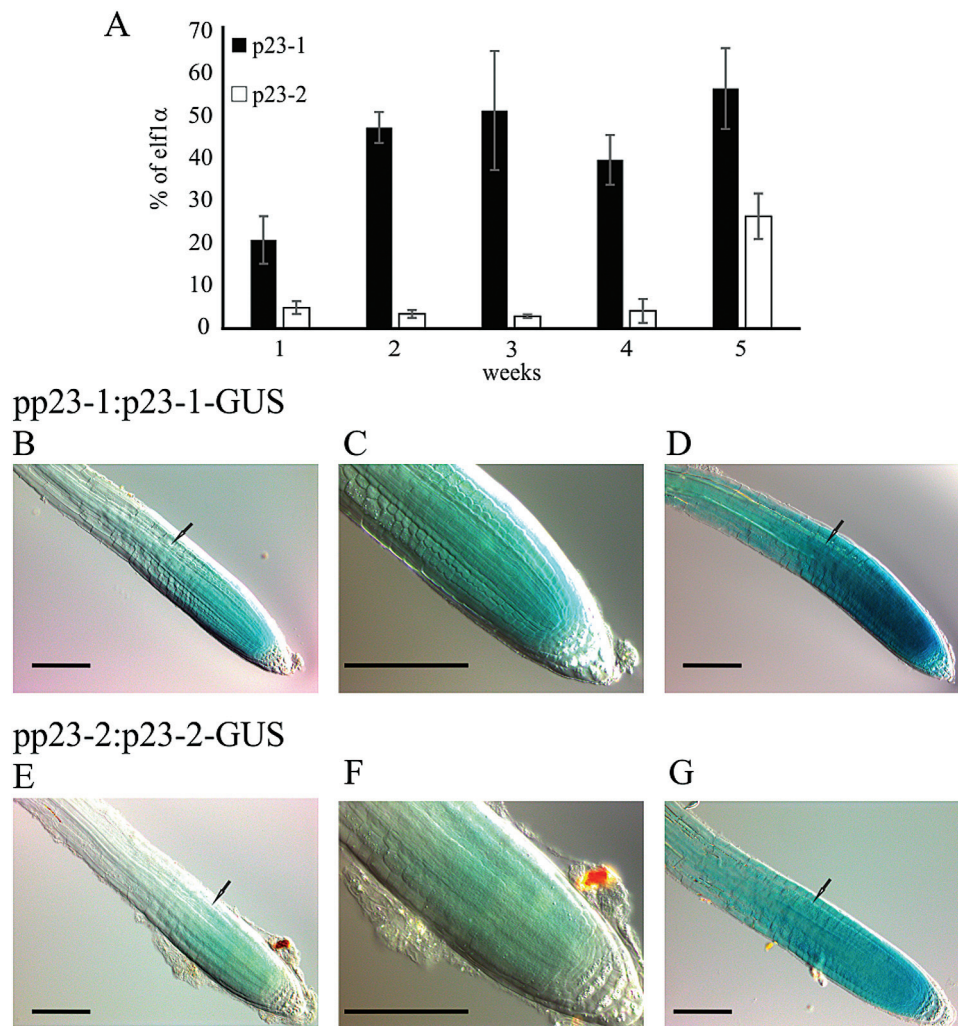 A
70
60
50
40
30
20
10
0
% of elf1α
p23-1
p23-2
1 2 3 4 5
weeks
pp23-1:p23-1-GUS
B C D
pp23-2:p23-2-GUS
E F G